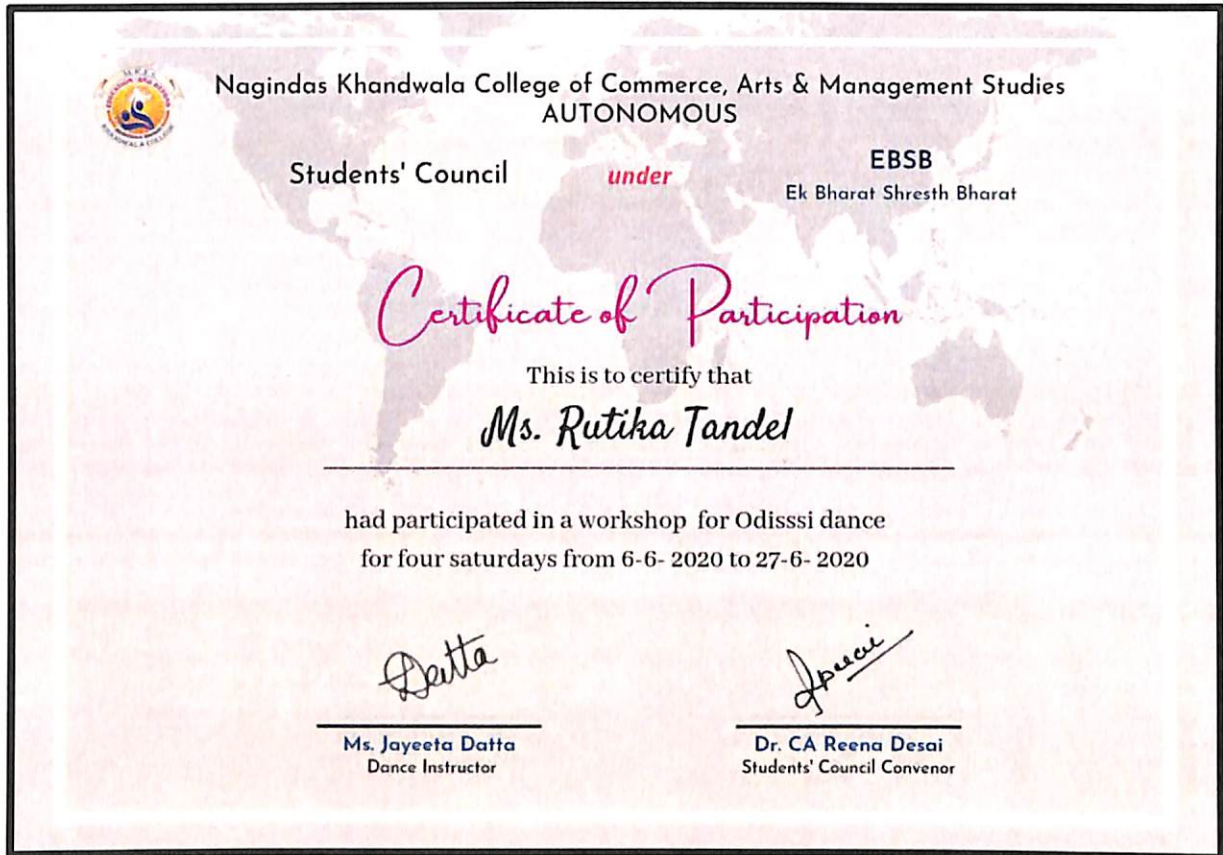 Nagindas Khandwala College of Commerce, Arts & Management Studies
AUTONOMOUS
Students' Council under EBSB
Ek Bharat Shresth Bharat
Certificate of Participation
This is to certify that
Ms. Rutika Tandel
had participated in a workshop for Odisssi dance
for four saturdays from 6-6- 2020 to 27-6- 2020
Datta
Ms. Jayeeta Datta Dr. CA Reena Desai
Dance Instructor Students' Council Convenor